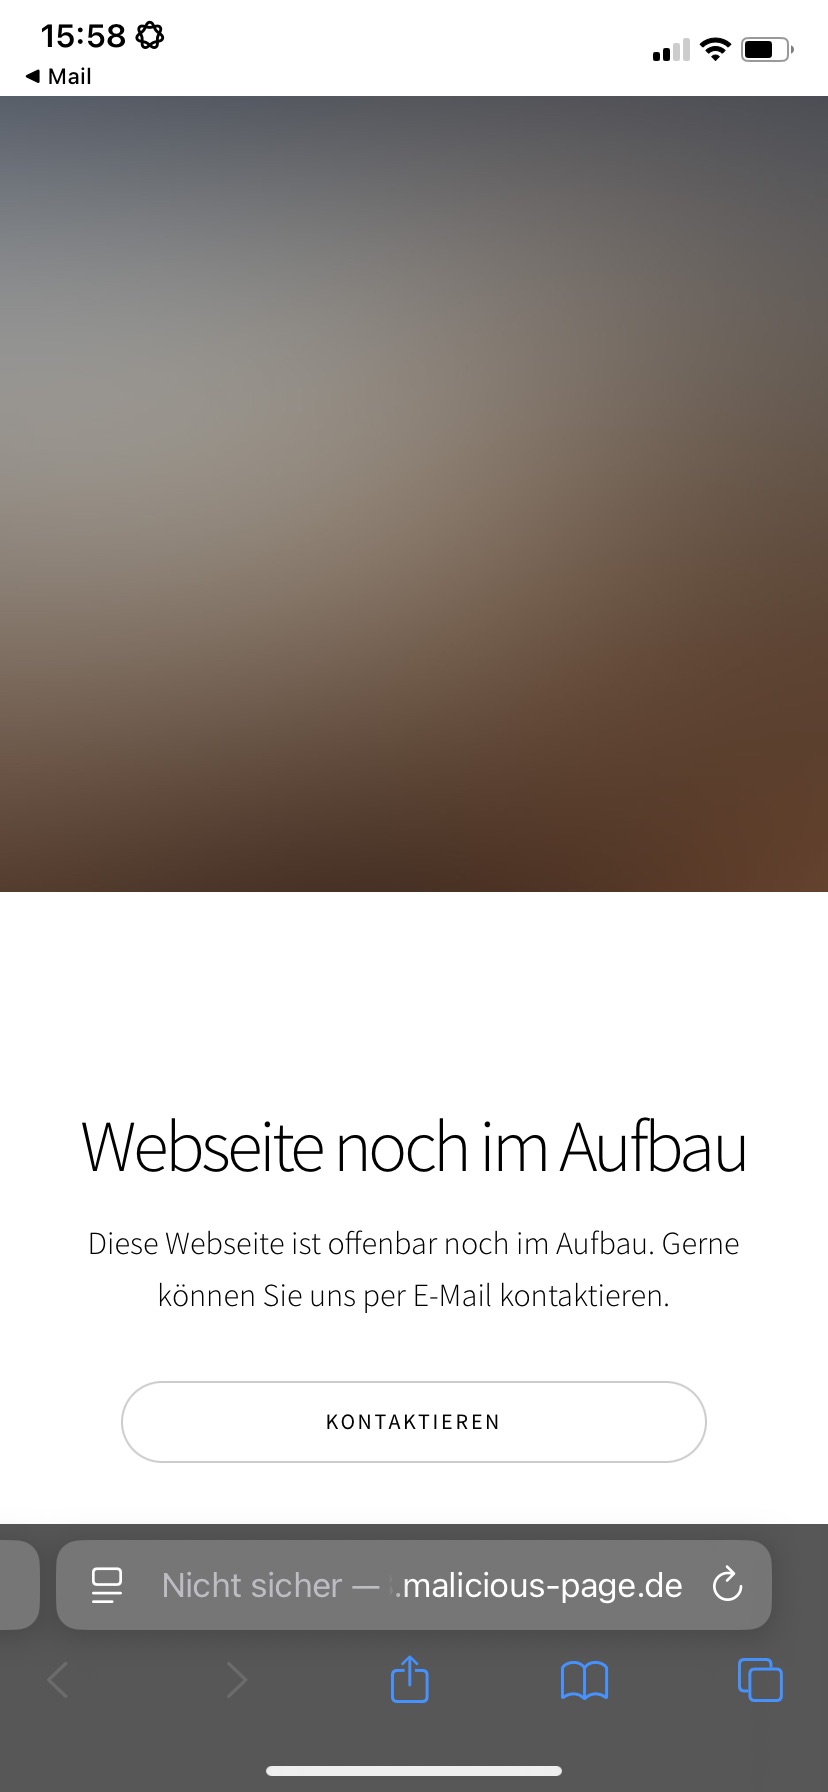 15:58
◀ Mail
Webseite noch im Aufbau
Diese Webseite ist offenbar noch im Aufbau. Gerne
können Sie uns per E-Mail kontaktieren.
KONTAKTIEREN
Nicht sicher — .malicious-page.de